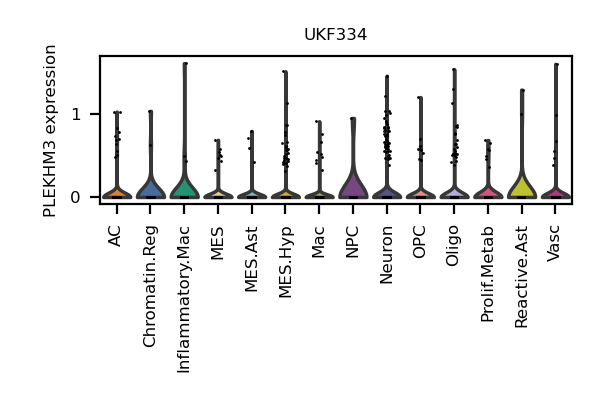 UKF334
PLEKHM3 expression
1
0
AC
Chromatin.Reg
Inflammatory.Mac
MES
MES.Ast
MES.Hyp
Mac
NPC
Neuron
OPC
Oligo
Prolif.Metab
Reactive.Ast
Vasc